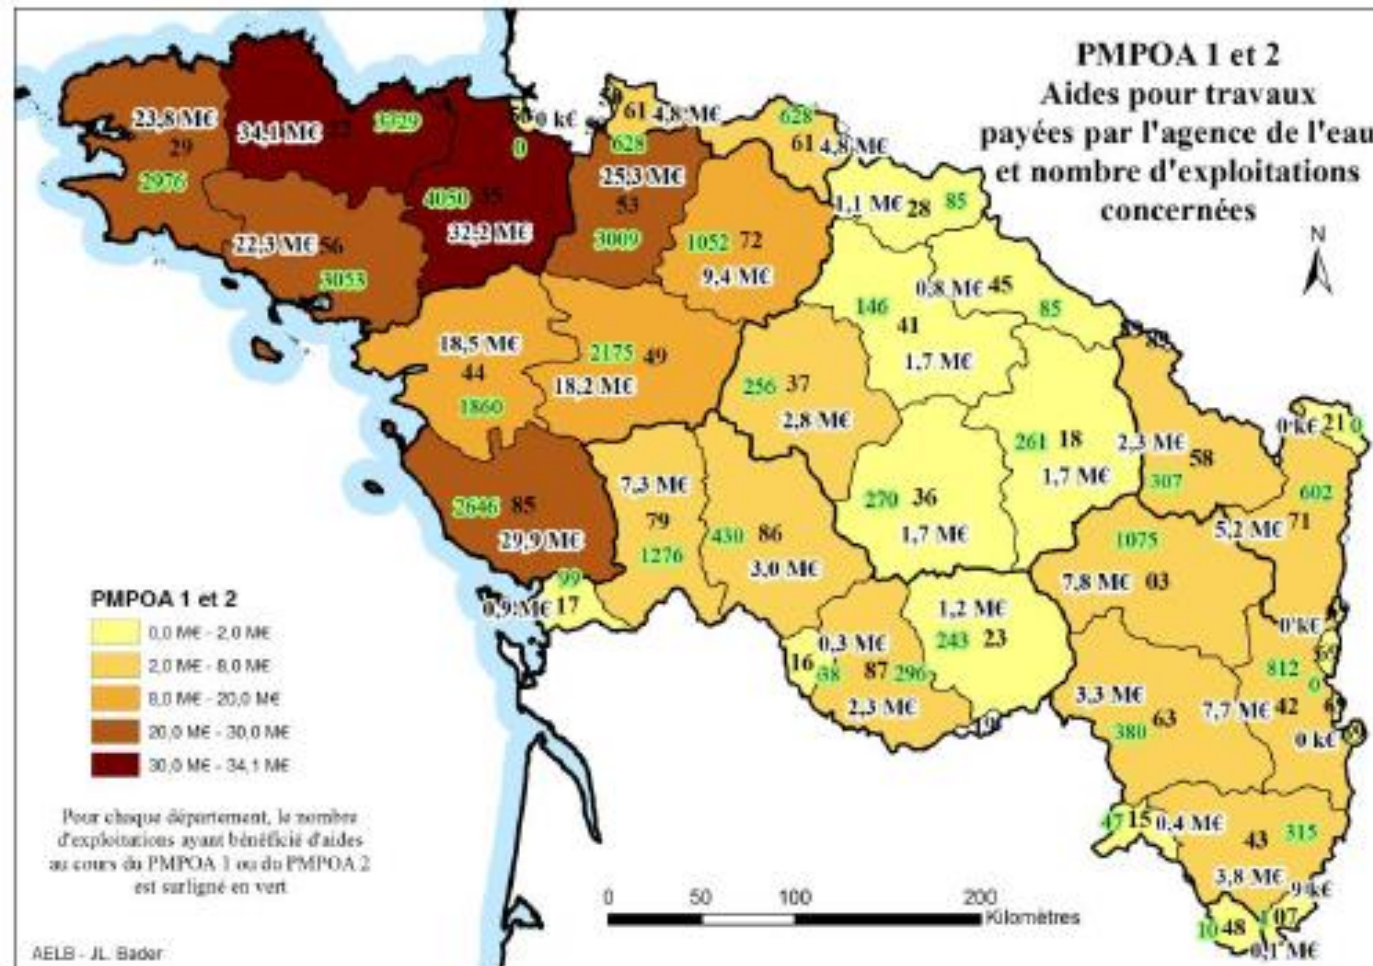 PMPOA 1 et 2
Aides pour travaux
payées par l'agence de l'eau
et nombre d'exploitations
concernées
N
23,8 M€
29
2976
34,1 M€
22
3329
0 k€
0
4050
35
32,2 M€
22,3 M€
56
3053
61
4,8 M€
628
25,3 M€
53
3009
628
61
4,8 M€
1052
72
9,4 M€
1,1 M€
28
85
0,8 M€
45
85
146
41
1,7 M€
18,5 M€
44
1860
2175
49
18,2 M€
256
37
2,8 M€
261
18
1,7 M€
89
2,3 M€
58
307
0 k€
21
0
602
71
5,2 M€
2646
85
29,9 M€
7,3 M€
79
1276
430
86
3,0 M€
270
36
1,7 M€
1075
7,8 M€
03
99
0,9 M€
17
0,3 M€
16
38
87
296
2,3 M€
1,2 M€
243
23
19
0 k€
69
812
0
7,7 M€
42
0 k€
3,3 M€
63
380
47
15
0,4 M€
43
315
3,8 M€
9 k€
10
48
07
0,1 M€
PMPOA 1 et 2
0,0 M€ - 2,0 M€
2,0 M€ - 8,0 M€
8,0 M€ - 20,0 M€
20,0 M€ - 30,0 M€
30,0 M€ - 34,1 M€
Pour chaque département, le nombre
d'exploitations ayant bénéficié d'aides
au cours du PMPOA 1 ou du PMPOA 2
est surligné en vert
0 50 100 200
Kilomètres
AELB - JL. Bader